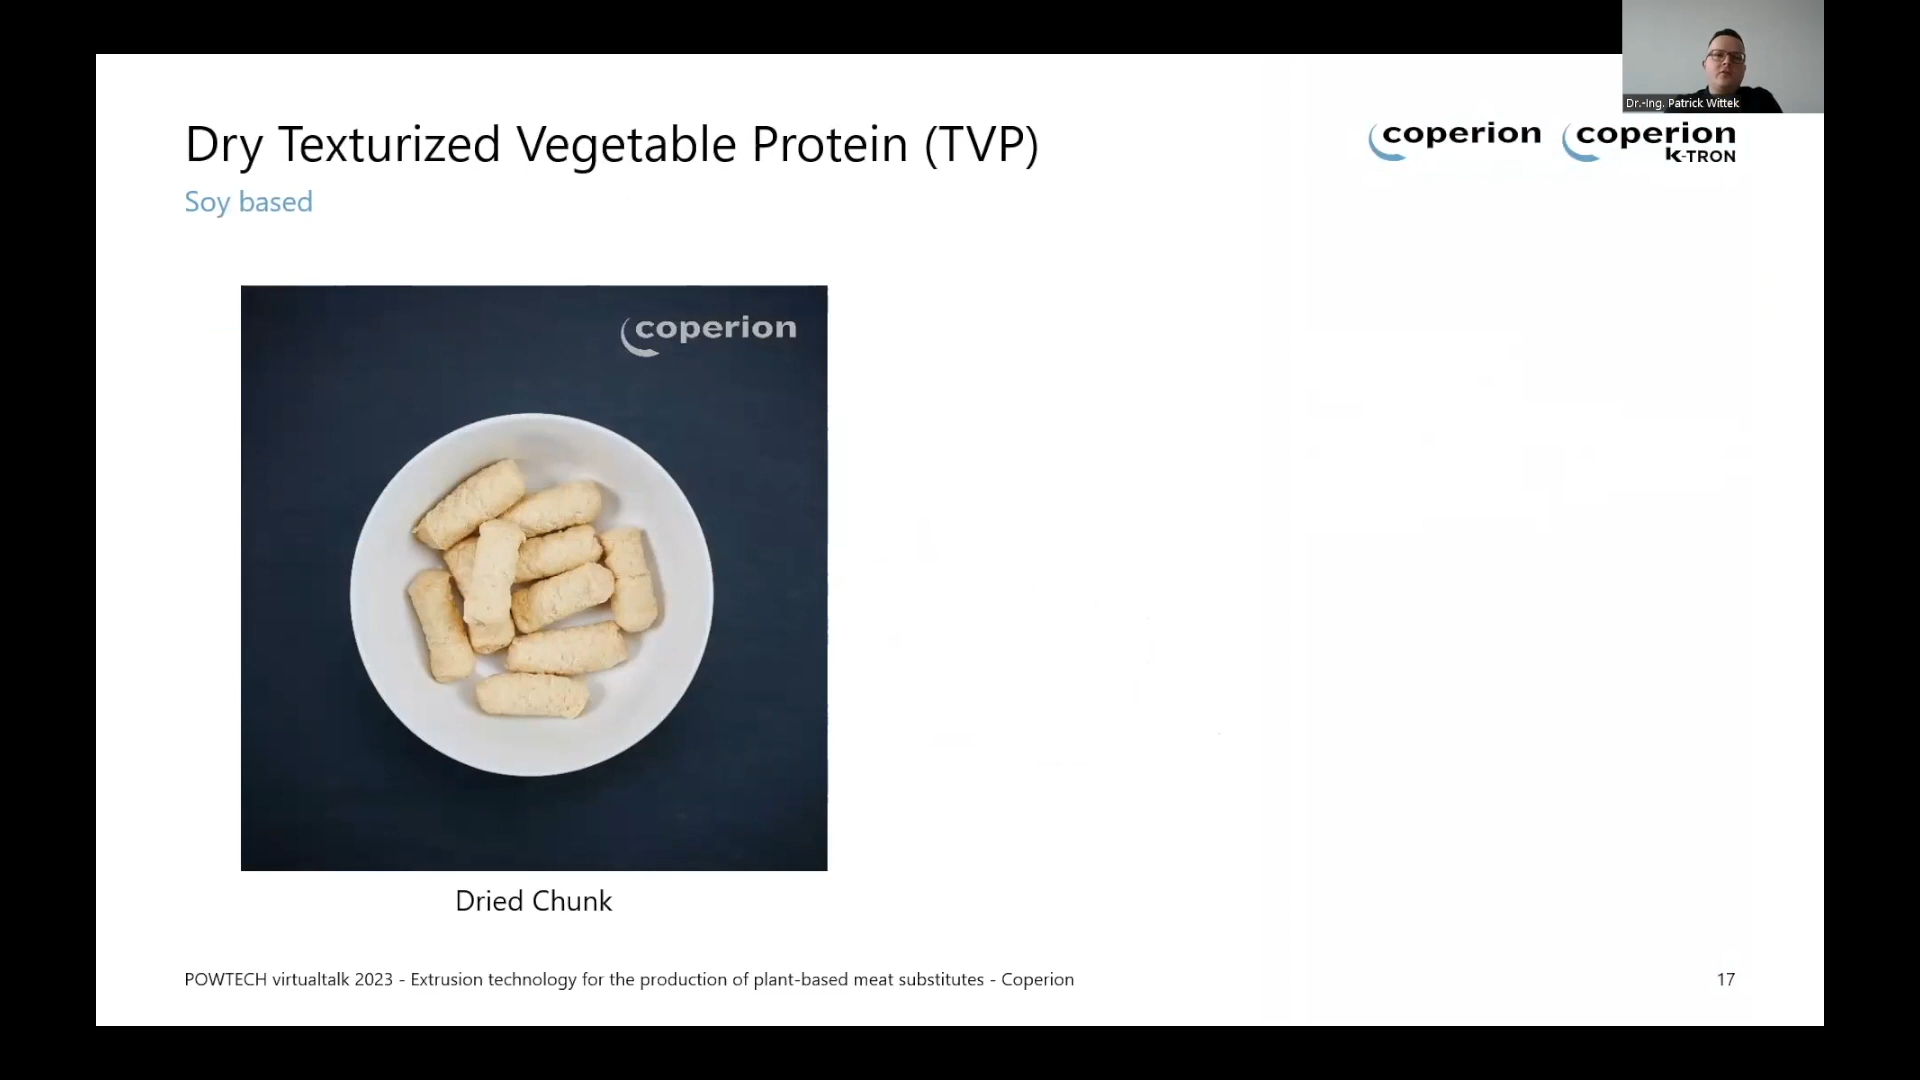 Dr.-Ing. Patrick Wittek
Dry Texturized Vegetable Protein (TVP)
coperion coperion
K-TRON
Soy based
coperion
Dried Chunk
POWTECH virtualtalk 2023 - Extrusion technology for the production of plant-based meat substitutes - Coperion
17